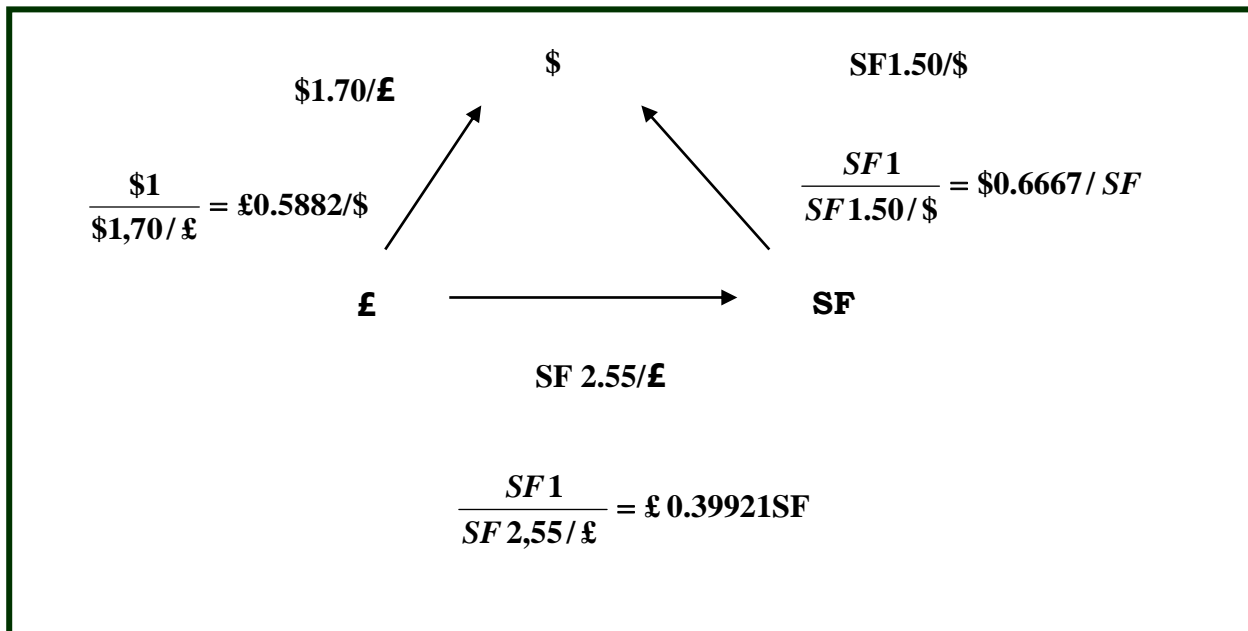 $
SF1.50/$
$1.70/£
$1
$1,70/£
= £0.5882/$
SF1
SF1.50/$
= $0.6667/SF
£
SF
SF 2.55/£
SF1
SF2,55/£
= £ 0.39921SF